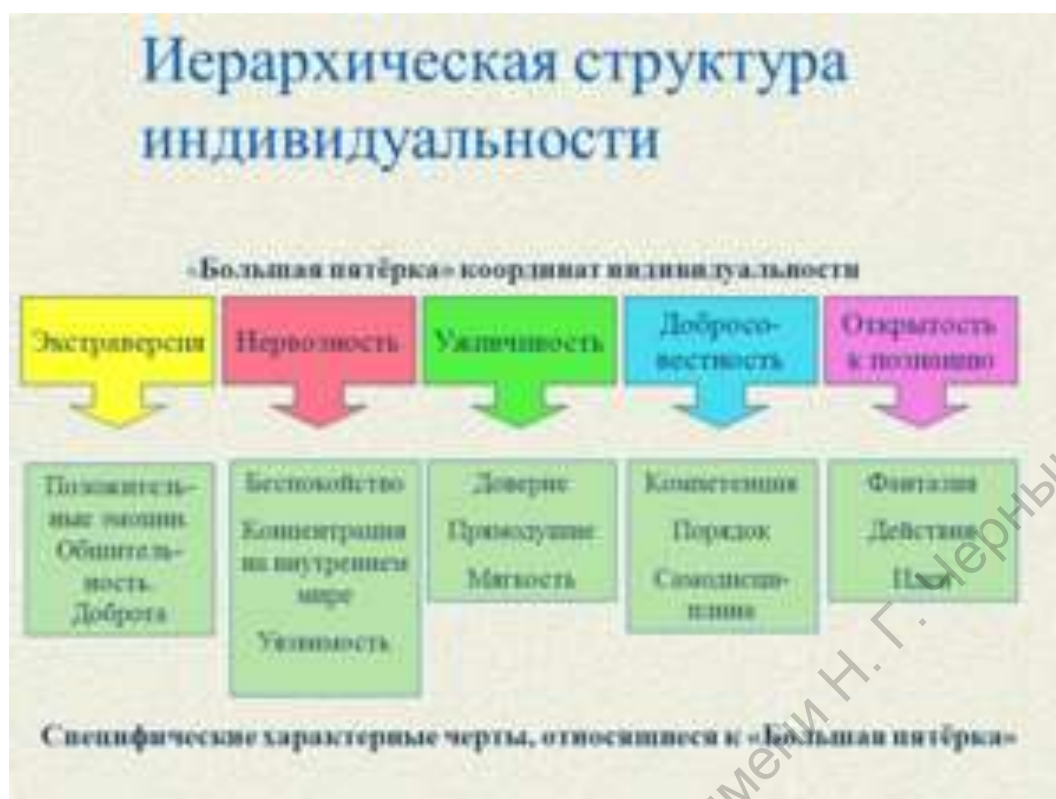 Иерархическая структура
индивидуальности
«Большая пятёрка» координат индивидуальности
Экстраверсия
Нервозность
Уживчивость
Добросо-
вестность
Открытость
к познанию
Положитель-
ные эмоции.
Общитель-
ность.
Доброта
Беспокойство
Концентрация
на внутреннем
мире
Уязвимость
Доверие
Прямодушие
Мягкость
Компетенция
Порядок
Самодисци-
плина
Фантазия
Действия
Специфические характерные черты, относящиеся к «Большая пятёрка»
имени Н. Г.